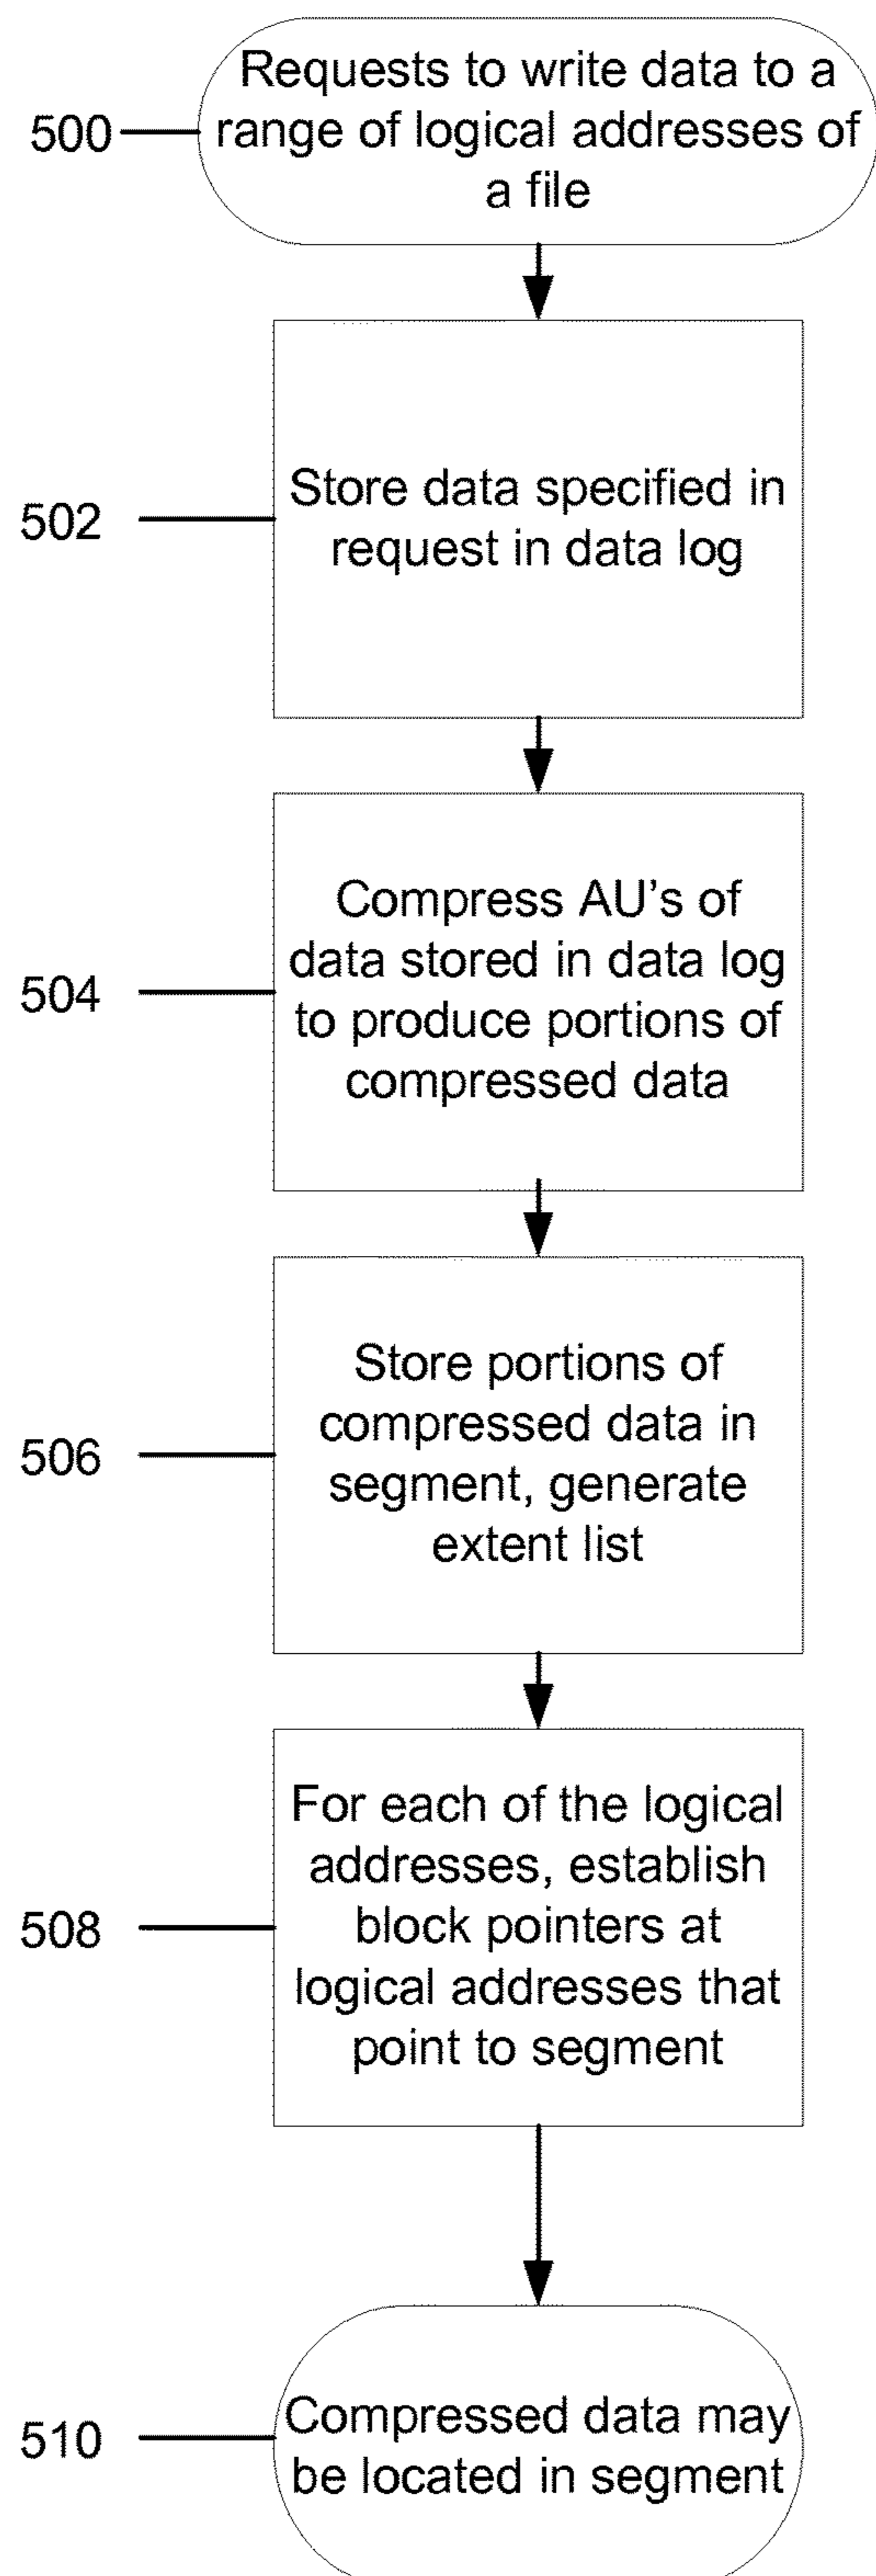 Requests to write data to a
500
range of logical addresses of
a file
Store data specified in
502
request in data log
Compress AU's of
data stored in data log
504
to produce portions of
compressed data
Store portions of
compressed data in
506
segment, generate
extent list
For each of the logical
addresses, establish
508
block pointers at
logical addresses that
point to segment
Compressed data may
510
be located in segment